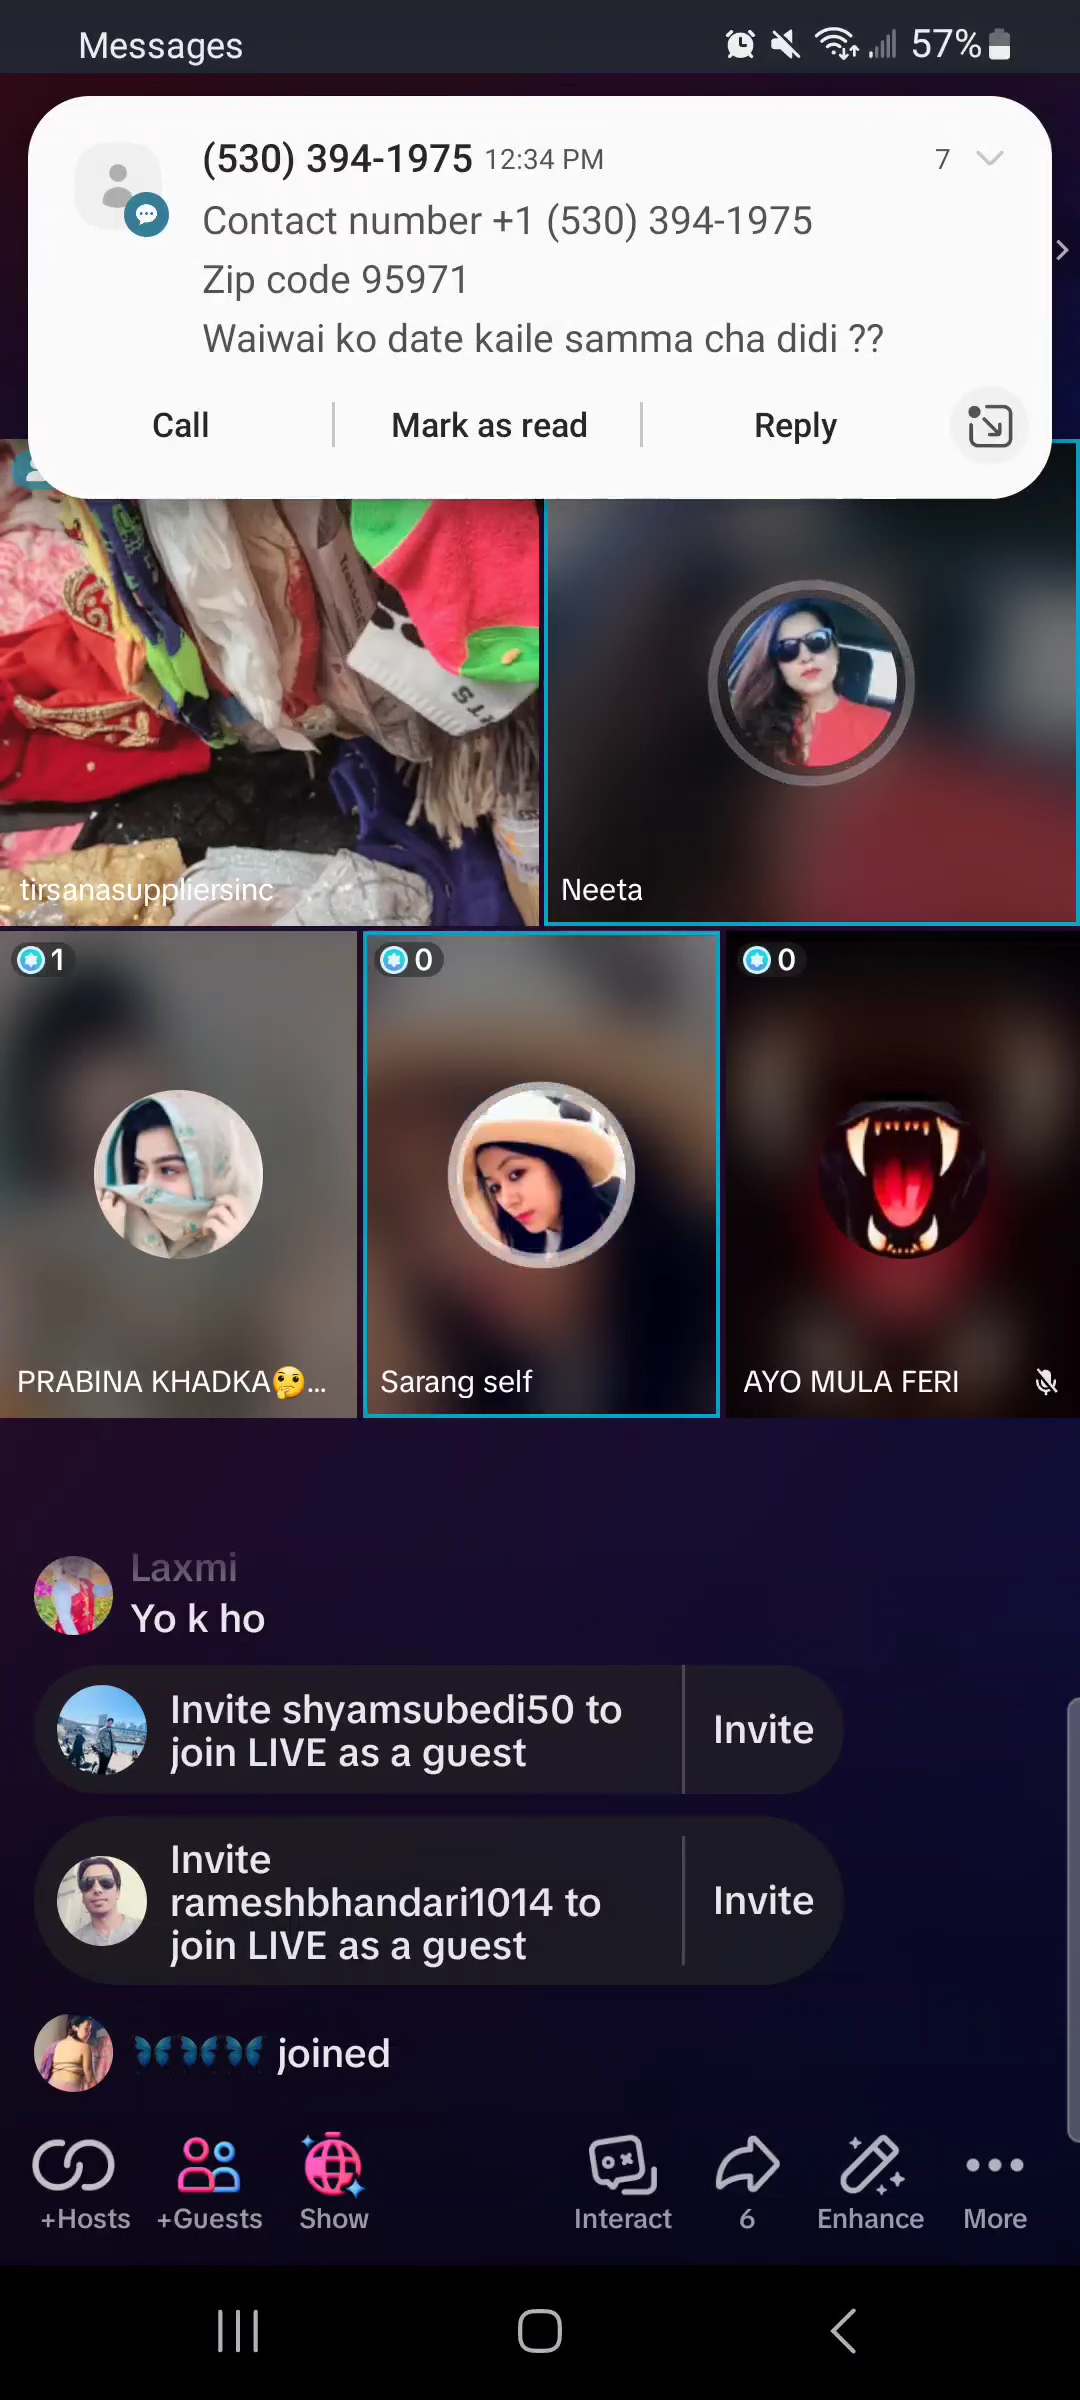 Messages
57%
(530) 394-1975 12:34 PM
7
Contact number +1 (530) 394-1975
Zip code 95971
Waiwai ko date kaile samma cha didi ??
Call
Mark as read
Reply
tirsanasuppliersinc
Neeta
1
0
0
PRABINA KHADKA🤔...
Sarang self
AYO MULA FERI
Laxmi
Yo k ho
Invite shyamsubedi50 to
join LIVE as a guest
Invite
Invite
rameshbhandari1014 to
join LIVE as a guest
Invite
🦋🦋🦋 joined
+Hosts
+Guests
Show
Interact
6
Enhance
More